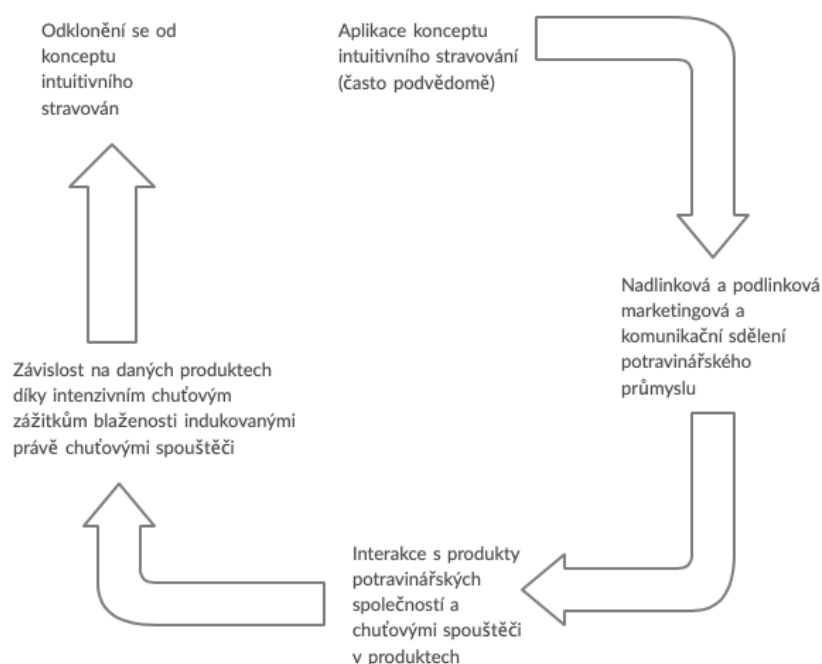 Odklonění se od
konceptu
intuitivního
stravován
Aplikace konceptu
intuitivního stravování
(často podvědomě)
Nadlinková a podlinková
marketingová a
komunikační sdělení
potravinářského
průmyslu
Interakce s produkty
potravinářských
společností a
chuťovými spouštěči
v produktech
Závislost na daných produktech
díky intenzivním chuťovým
zážitkům blaženosti indukovanými
právě chuťovými spouštěči